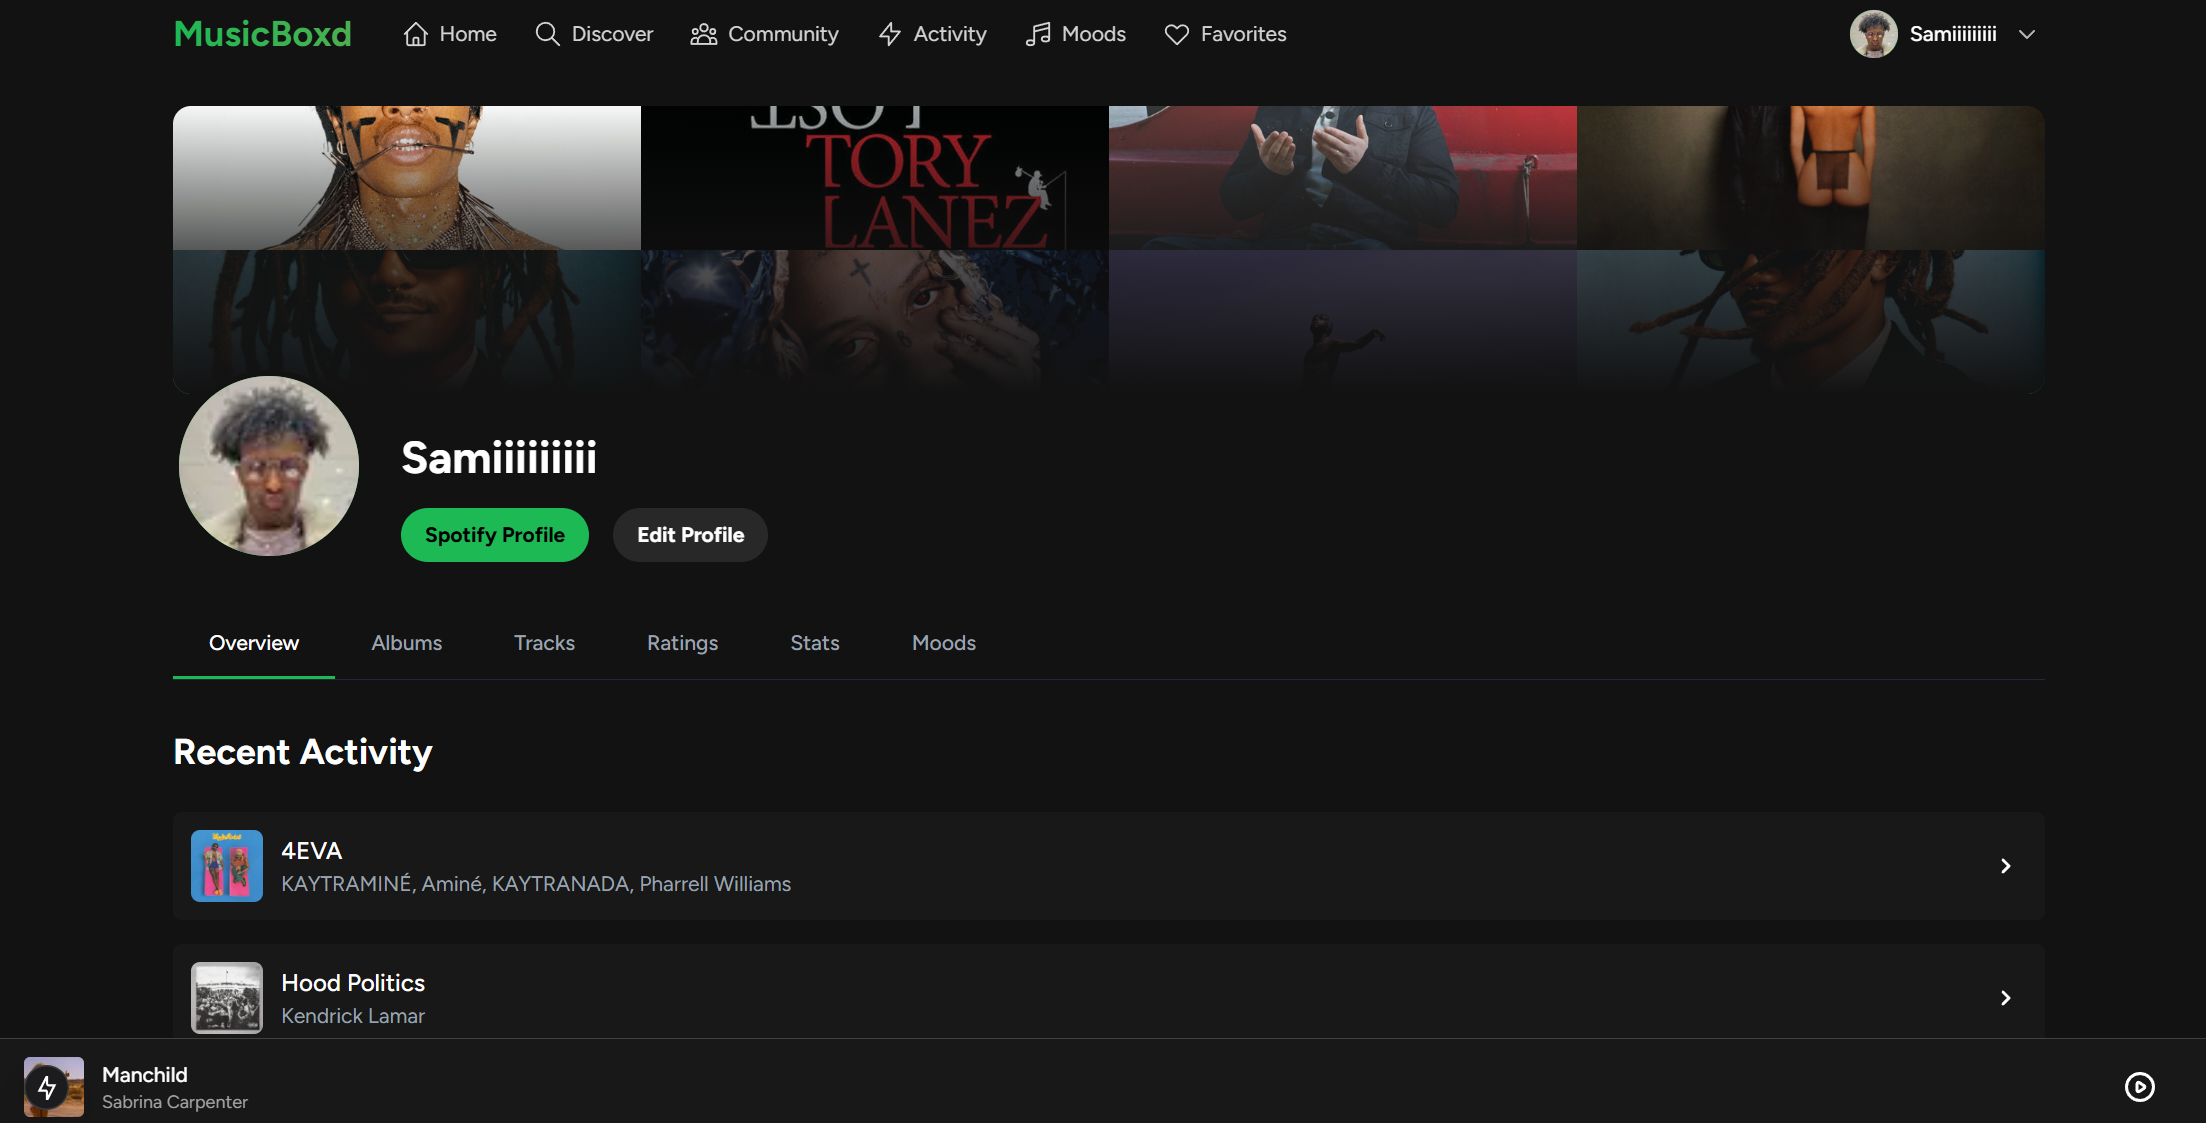 MusicBoxd
Home
Discover
Community
Activity
Moods
Favorites
Samiiiiiiiii
LOST
TORY
LANEZ
Samiiiiiiiii
Spotify Profile
Edit Profile
Overview
Albums
Tracks
Ratings
Stats
Moods
Recent Activity
4EVA
KAYTRAMINÉ, Aminé, KAYTRANADA, Pharrell Williams
Hood Politics
Kendrick Lamar
Manchild
Sabrina Carpenter